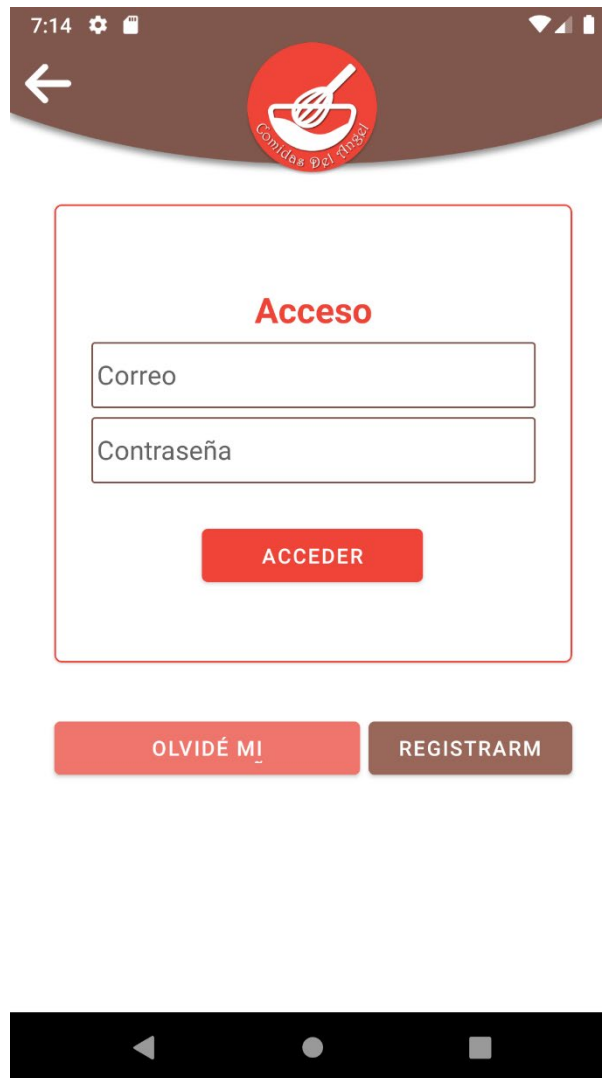 7:14
Comidas Del Angel
Acceso
Correo
Contraseña
ACCEDER
OLVIDÉ MI
REGISTRARM